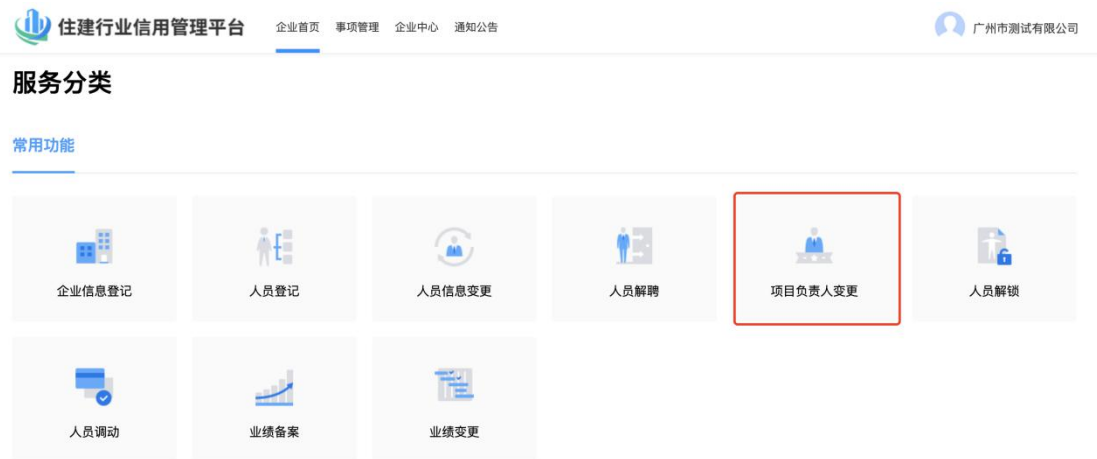 住建行业信用管理平台 企业首页 事项管理 企业中心 通知公告 广州市测试有限公司
服务分类
常用功能
企业信息登记 人员登记 人员信息变更 人员解聘 项目负责人变更 人员解锁
人员调动 业绩备案 业绩变更